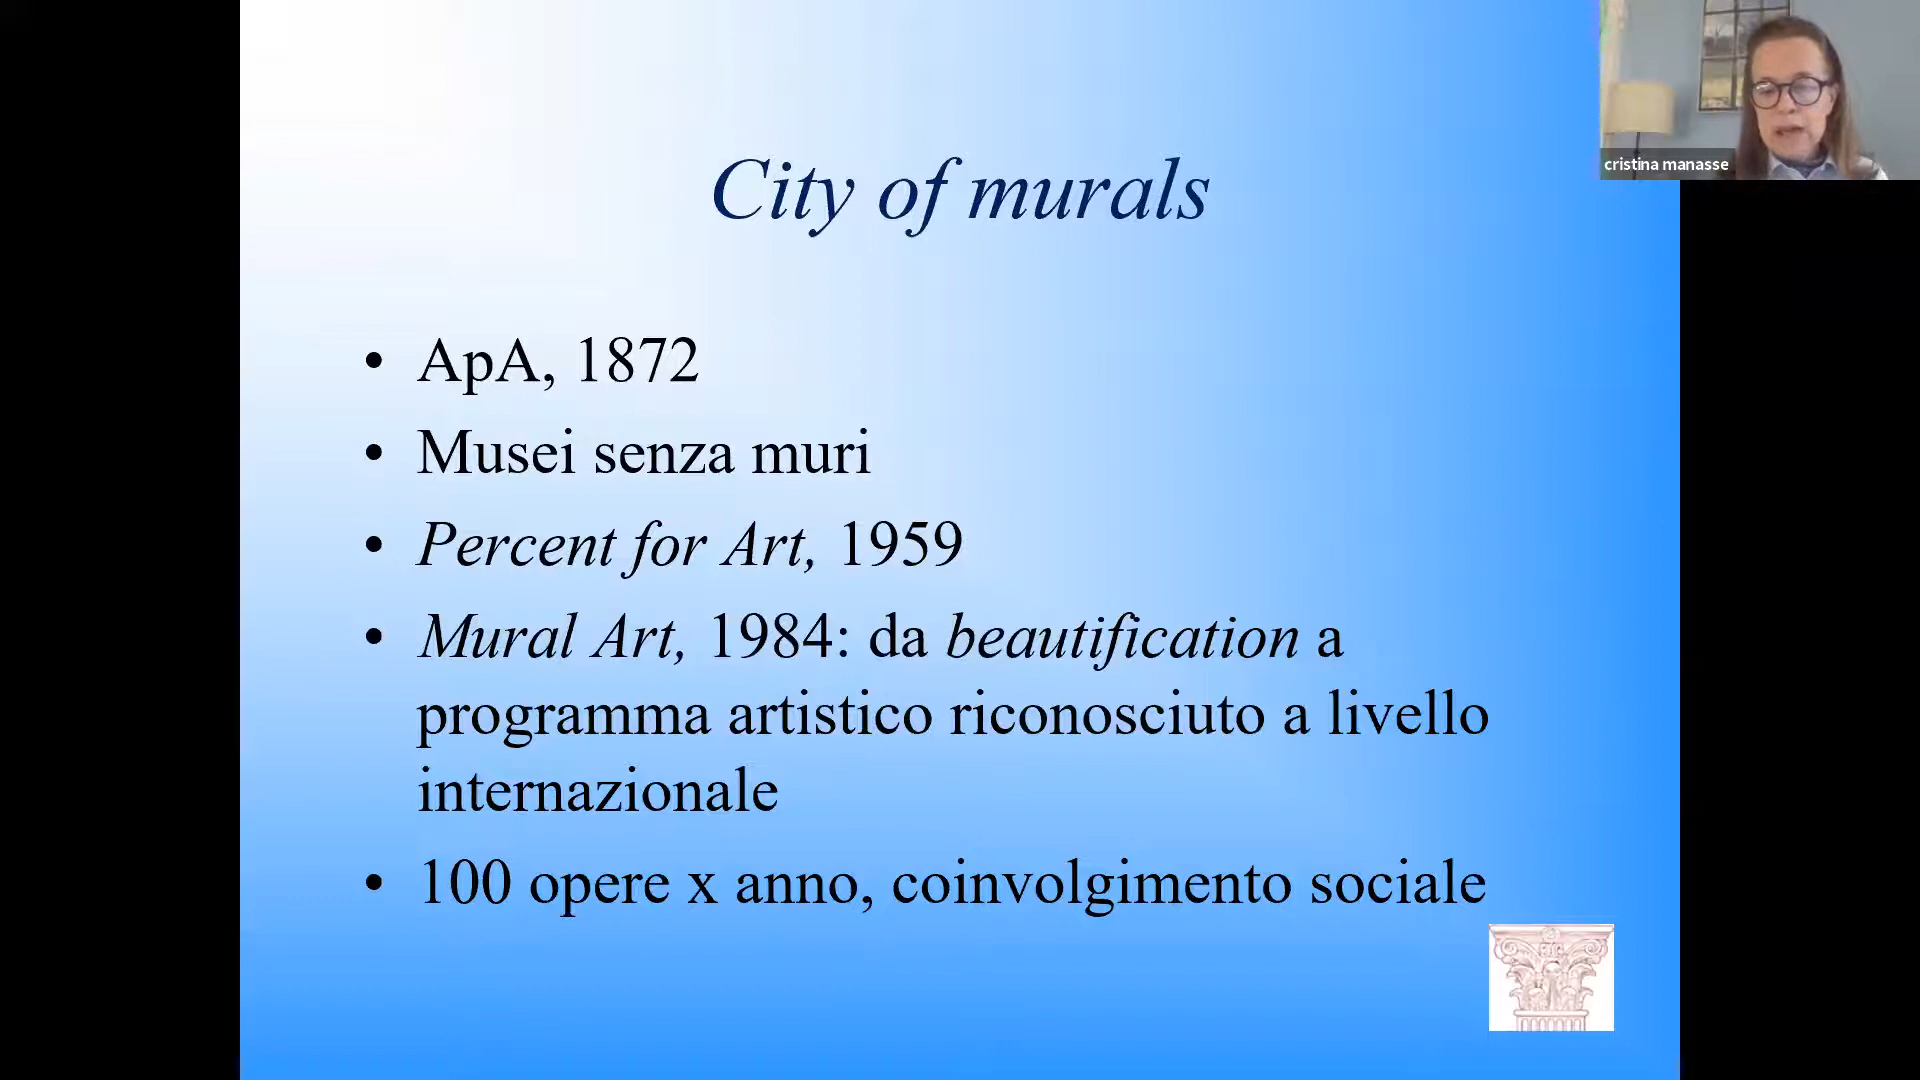 City of murals
• ApA, 1872
• Musei senza muri
• Percent for Art, 1959
• Mural Art, 1984: da beautification a
programma artistico riconosciuto a livello
internazionale
• 100 opere x anno, coinvolgimento sociale
cristina manasse